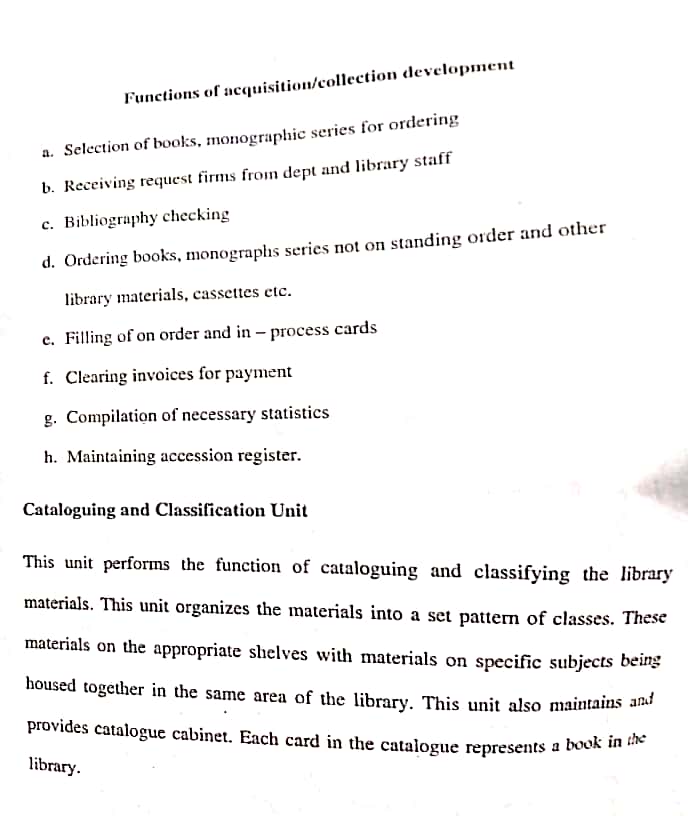 Functions of acquisition/collection development
a. Selection of books, monographic series for ordering
b. Receiving request firms from dept and library staff
c. Bibliography checking
d. Ordering books, monographs series not on standing order and other
library materials, cassettes etc.
e. Filling of on order and in – process cards
f. Clearing invoices for payment
g. Compilation of necessary statistics
h. Maintaining accession register.
Cataloguing and Classification Unit
This unit performs the function of cataloguing and classifying the library
materials. This unit organizes the materials into a set pattern of classes. These
materials on the appropriate shelves with materials on specific subjects being
housed together in the same area of the library. This unit also maintains and
provides catalogue cabinet. Each card in the catalogue represents a book in the
library.